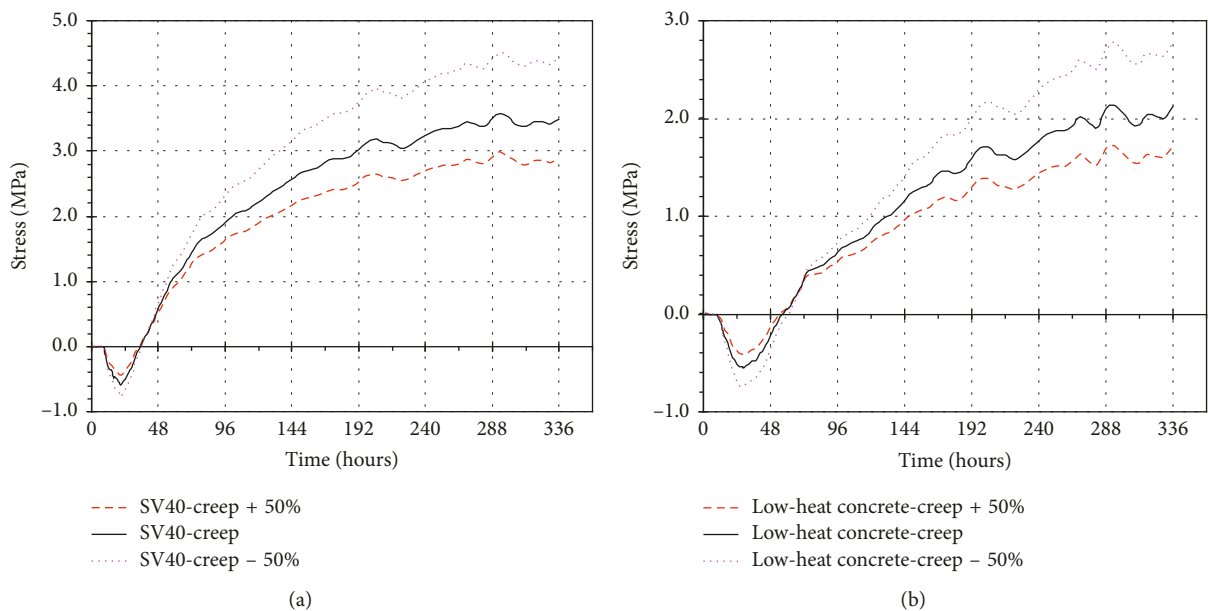 5.0
4.0
3.0
2.0
1.0
0.0
−1.0
Stress (MPa)
0 48 96 144 192 240 288 336
Time (hours)
SV40-creep + 50%
SV40-creep
SV40-creep − 50%
(a)
3.0
2.0
1.0
0.0
−1.0
Stress (MPa)
0 48 96 144 192 240 288 336
Time (hours)
Low-heat concrete-creep + 50%
Low-heat concrete-creep
Low-heat concrete-creep − 50%
(b)